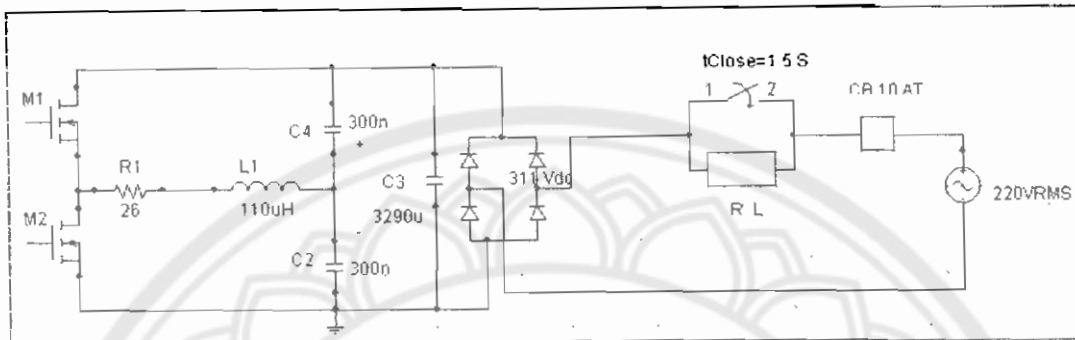 tClose=1.5 S
1 2
CB 10 AT
M1
C4 300n
R1
26
L1
110uH
C3
3290u
311 Vdc
R L
220VRMS
M2
C2 300n